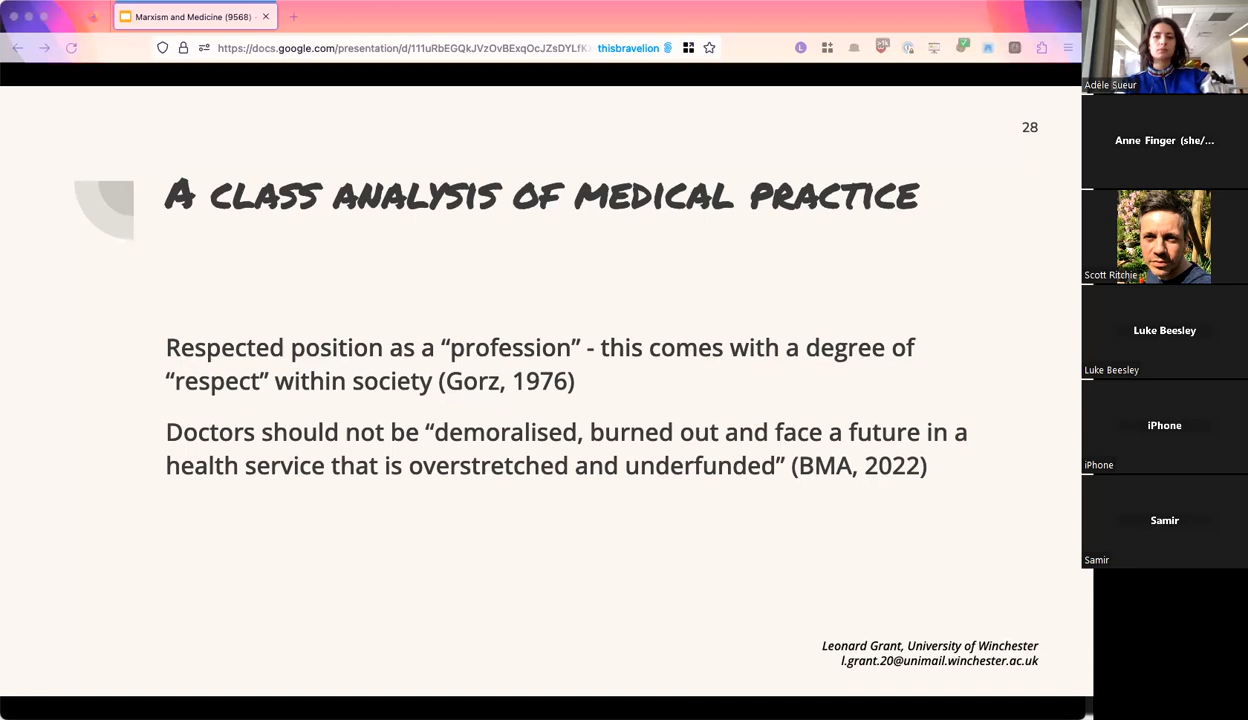 Marxism and Medicine (9568)
https://docs.google.com/presentation/d/111uRbEGQkJVzOvBExqOcJZsDYLfK
thisbravelion
28
A CLASS ANALYSIS OF MEDICAL PRACTICE
Respected position as a “profession” - this comes with a degree of
“respect” within society (Gorz, 1976)
Doctors should not be “demoralised, burned out and face a future in a
health service that is overstretched and underfunded” (BMA, 2022)
Leonard Grant, University of Winchester
l.grant.20@unimail.winchester.ac.uk
Adèle Sueur
Anne Finger (she/...
Scott Ritchie
Luke Beesley
Luke Beesley
iPhone
iPhone
Samir
Samir